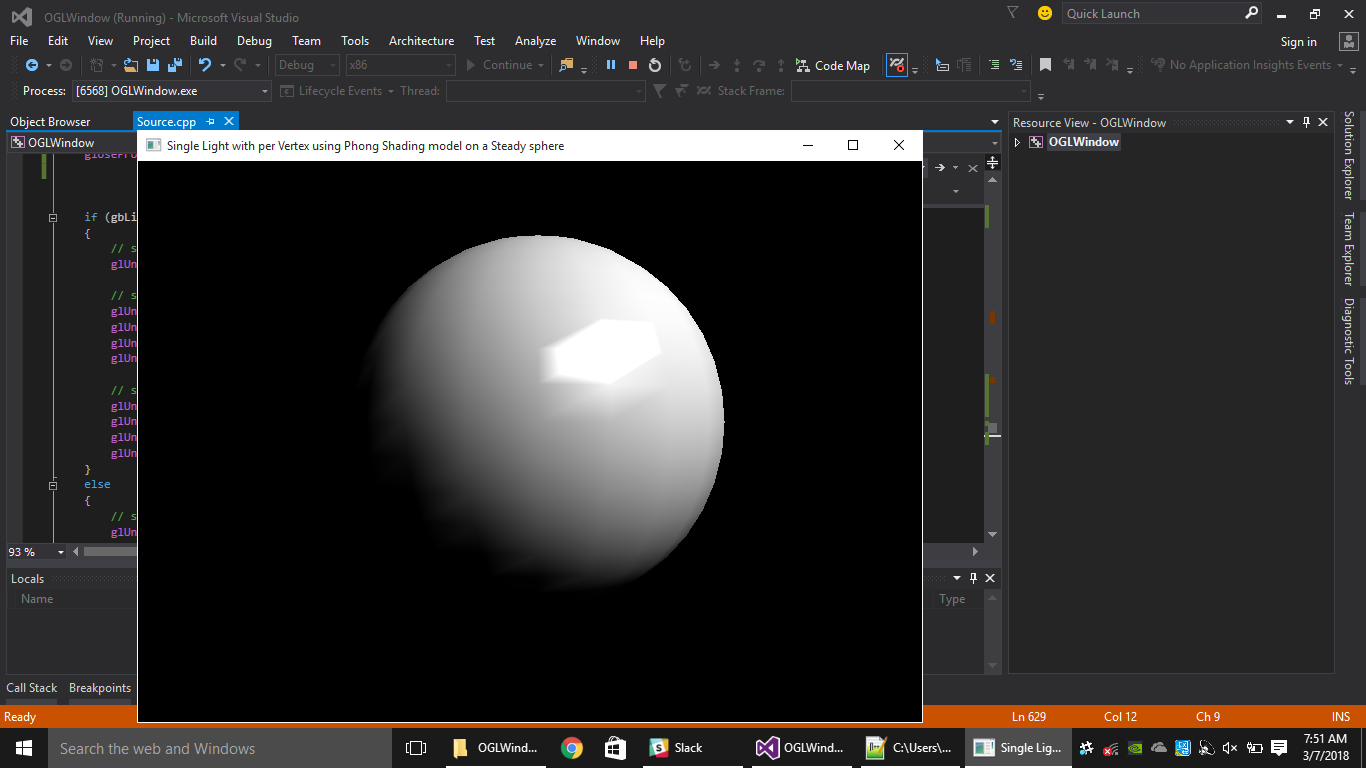 OGLWindow (Running) - Microsoft Visual Studio
Quick Launch
File Edit View Project Build Debug Team Tools Architecture Test Analyze Window Help
Sign in
Debug x86 Continue Code Map No Application Insights Events
Process: [6568] OGLWindow.exe Lifecycle Events Thread: Stack Frame:
Object Browser Source.cpp
Resource View - OGLWindow
OGLWindow
Single Light with per Vertex using Phong Shading model on a Steady sphere
OGLWindow
if (gbLi
{
// s
glUn
// s
glUn
glUn
glUn
glUn
// s
glUn
glUn
glUn
glUn
}
else
{
// s
glUn
93 %
Locals
Name Type
Call Stack Breakpoints
Solution Explorer
Team Explorer
Diagnostic Tools
Ready Ln 629 Col 12 Ch 9 INS
Search the web and Windows OGLWind... Slack OGLWind... C:\Users\... Single Lig...
7:51 AM
3/7/2018